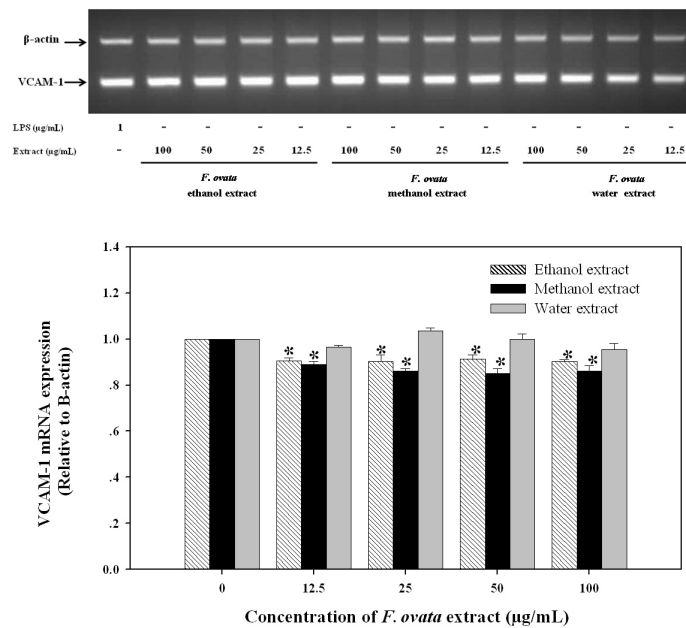 β-actin
VCAM-1
LPS (µg/mL) 1 - - - - - - - - - - - -
Extract (µg/mL) - 100 50 25 12.5 100 50 25 12.5 100 50 25 12.5
F. ovata F. ovata F. ovata
ethanol extract methanol extract water extract
1.4
1.2
1.0
.8
.6
.4
.2
0
VCAM-1 mRNA expression
(Relative to B-actin)
Ethanol extract
Methanol extract
Water extract
* * * * * * * *
0 12.5 25 50 100
Concentration of F. ovata extract (µg/mL)